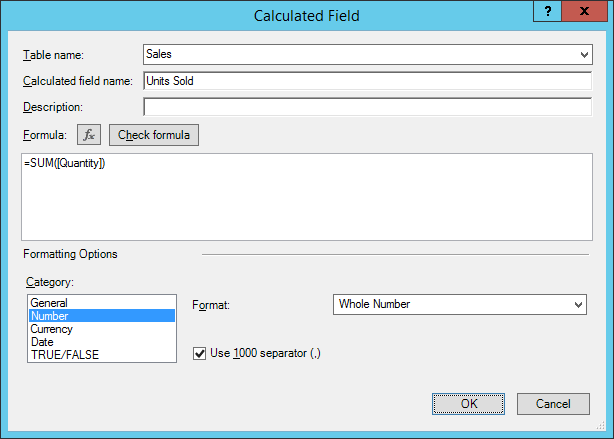 Calculated Field
? X
Table name: Sales
Calculated field name: Units Sold
Description:
Formula: fx Check formula
=SUM([Quantity])
Formatting Options
Category:
General
Number
Currency
Date
TRUE/FALSE
Format: Whole Number
Use 1000 separator (.)
OK Cancel